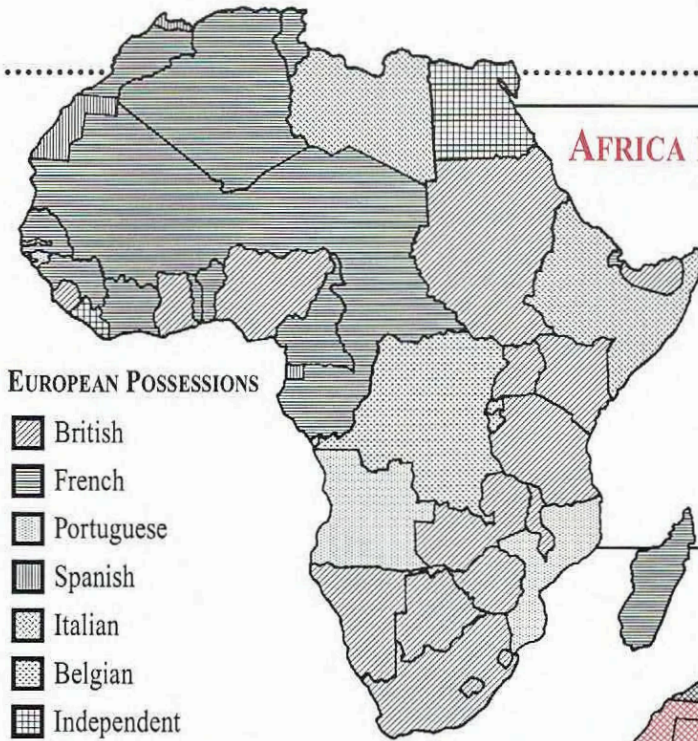 AFRICA
EUROPEAN POSSESSIONS
British
French
Portuguese
Spanish
Italian
Belgian
Independent